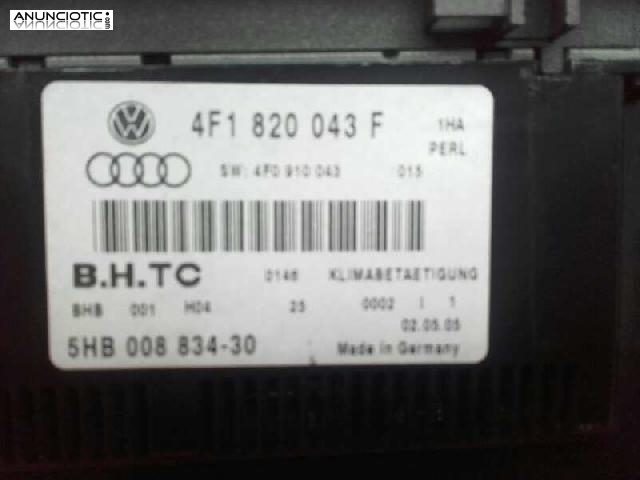 ANUNCIOTIC.com
4F1 820 043 F 1HA
PERL
SW: 4F0 910 043 015
B.H.TC 0146 KLIMABETAETIGUNG
BHB 001 H04 25 0002 I 1
02.05.05
5HB 008 834-30 Made in Germany